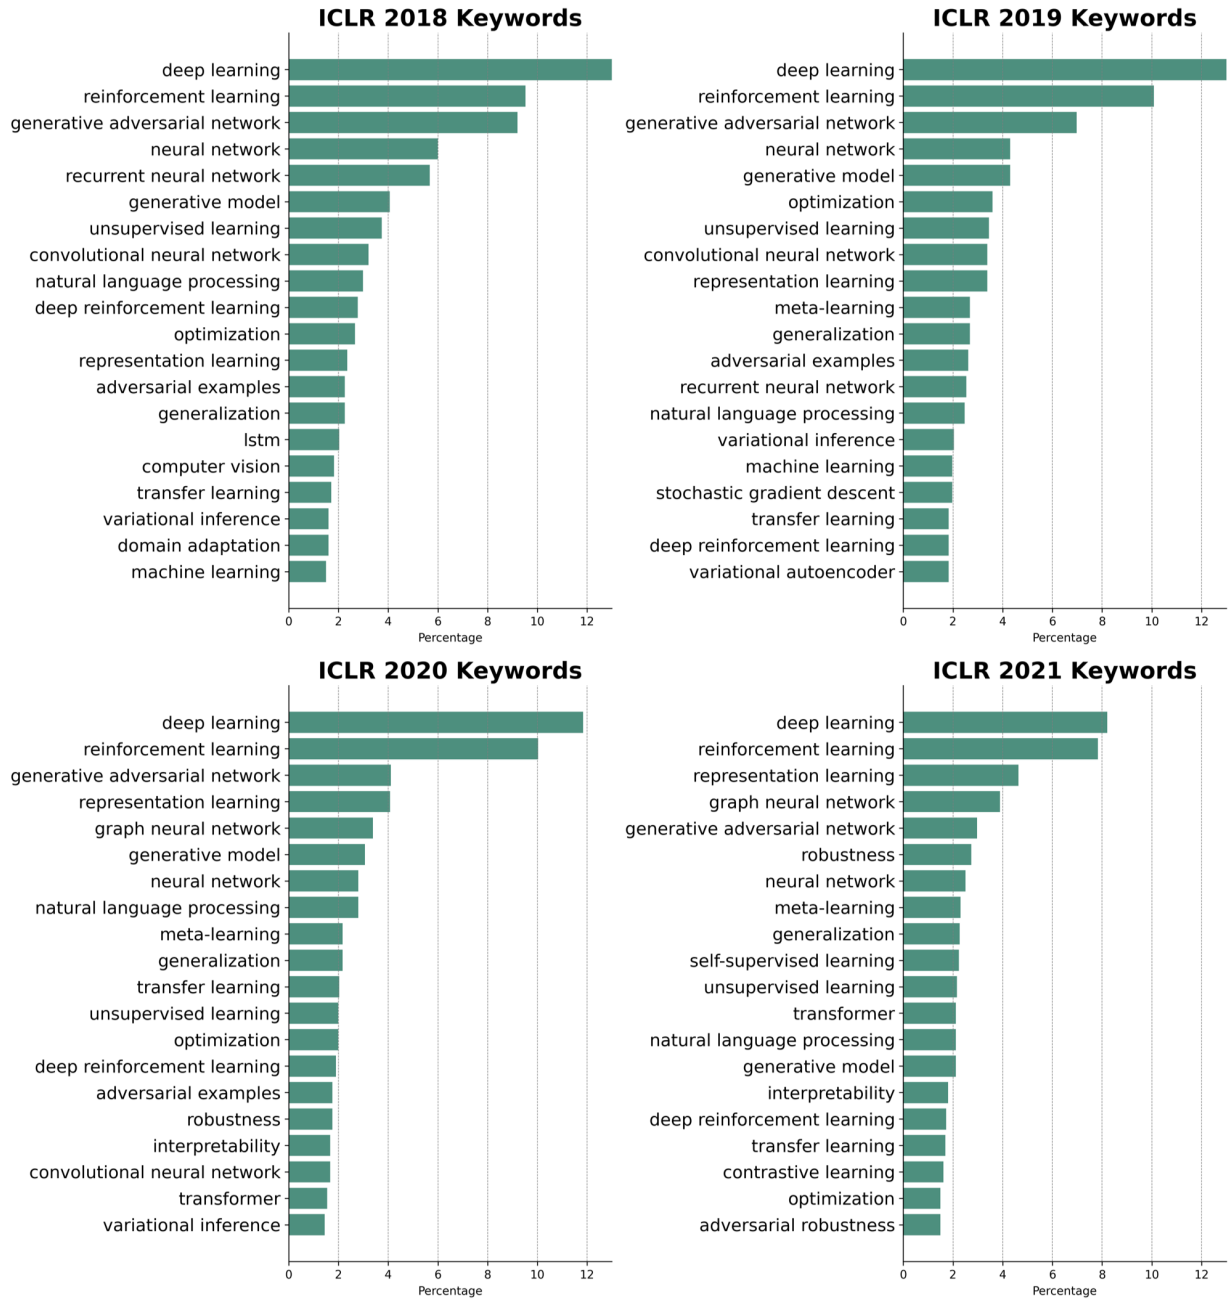 ICLR 2018 Keywords
deep learning
reinforcement learning
generative adversarial network
neural network
recurrent neural network
generative model
unsupervised learning
convolutional neural network
natural language processing
deep reinforcement learning
optimization
representation learning
adversarial examples
generalization
lstm
computer vision
transfer learning
variational inference
domain adaptation
machine learning
0 2 4 6 8 10 12
Percentage
ICLR 2019 Keywords
deep learning
reinforcement learning
generative adversarial network
neural network
generative model
optimization
unsupervised learning
convolutional neural network
representation learning
meta-learning
generalization
adversarial examples
recurrent neural network
natural language processing
variational inference
machine learning
stochastic gradient descent
transfer learning
deep reinforcement learning
variational autoencoder
0 2 4 6 8 10 12
Percentage
ICLR 2020 Keywords
deep learning
reinforcement learning
generative adversarial network
representation learning
graph neural network
generative model
neural network
natural language processing
meta-learning
generalization
transfer learning
unsupervised learning
optimization
deep reinforcement learning
adversarial examples
robustness
interpretability
convolutional neural network
transformer
variational inference
0 2 4 6 8 10 12
Percentage
ICLR 2021 Keywords
deep learning
reinforcement learning
representation learning
graph neural network
generative adversarial network
robustness
neural network
meta-learning
generalization
self-supervised learning
unsupervised learning
transformer
natural language processing
generative model
interpretability
deep reinforcement learning
transfer learning
contrastive learning
optimization
adversarial robustness
0 2 4 6 8 10 12
Percentage